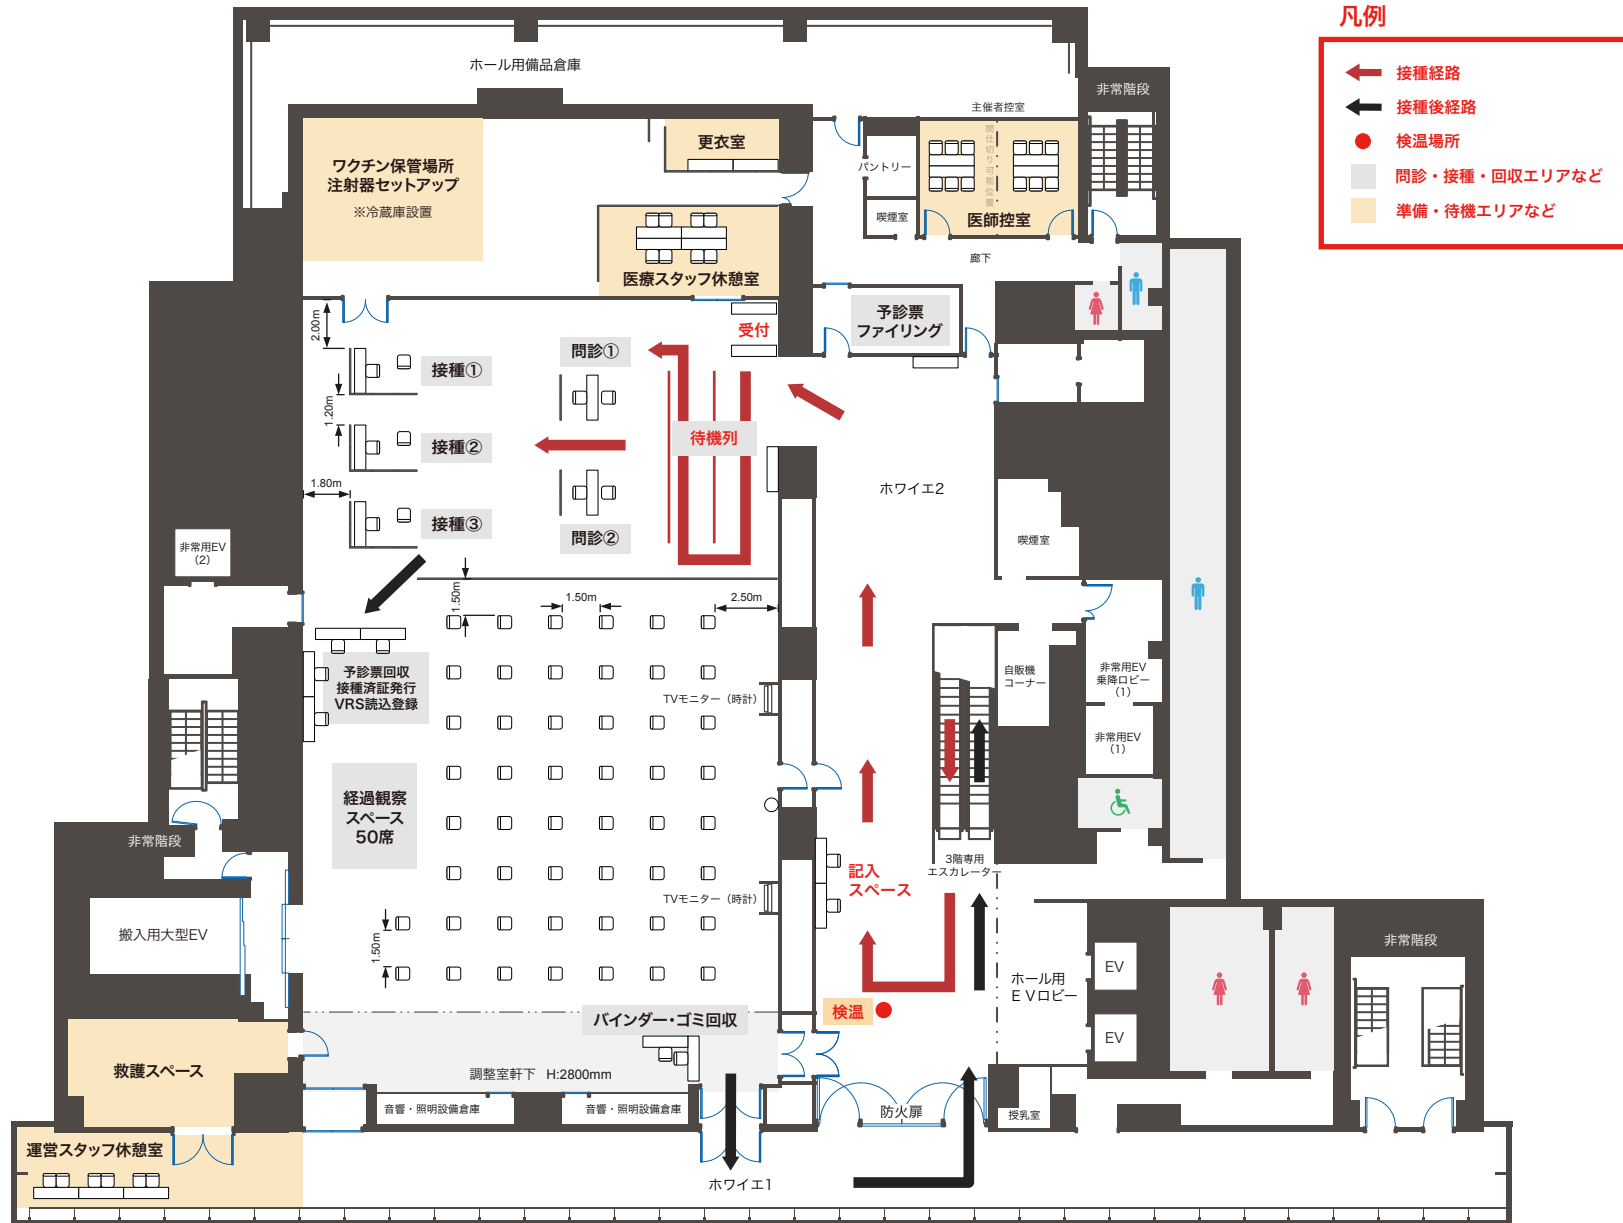 凡例
接種経路
接種後経路
検温場所
問診・接種・回収エリアなど
準備・待機エリアなど
ホール用備品倉庫
非常階段
主催者控室
ワクチン保管場所
注射器セットアップ
※冷蔵庫設置
更衣室
パントリー
間仕切り可能位置
喫煙室
医師控室
医療スタッフ休憩室
廊下
2.00m
受付
予診票
ファイリング
問診①
接種①
1.20m
接種②
待機列
1.80m
ホワイエ2
接種③
問診②
非常用EV
(2)
喫煙室
1.50m
1.50m
2.50m
予診票回収
接種済証発行
VRS読込登録
TVモニター（時計）
自販機
コーナー
非常用EV
乗降ロビー
(1)
非常用EV
(1)
経過観察
スペース
50席
非常階段
3階専用
エスカレーター
記入
スペース
TVモニター（時計）
搬入用大型EV
1.50m
非常階段
EV
ホール用
EVロビー
EV
検温
バインダー・ゴミ回収
救護スペース
調整室軒下 H:2800mm
音響・照明設備倉庫
音響・照明設備倉庫
防火扉
授乳室
運営スタッフ休憩室
ホワイエ1